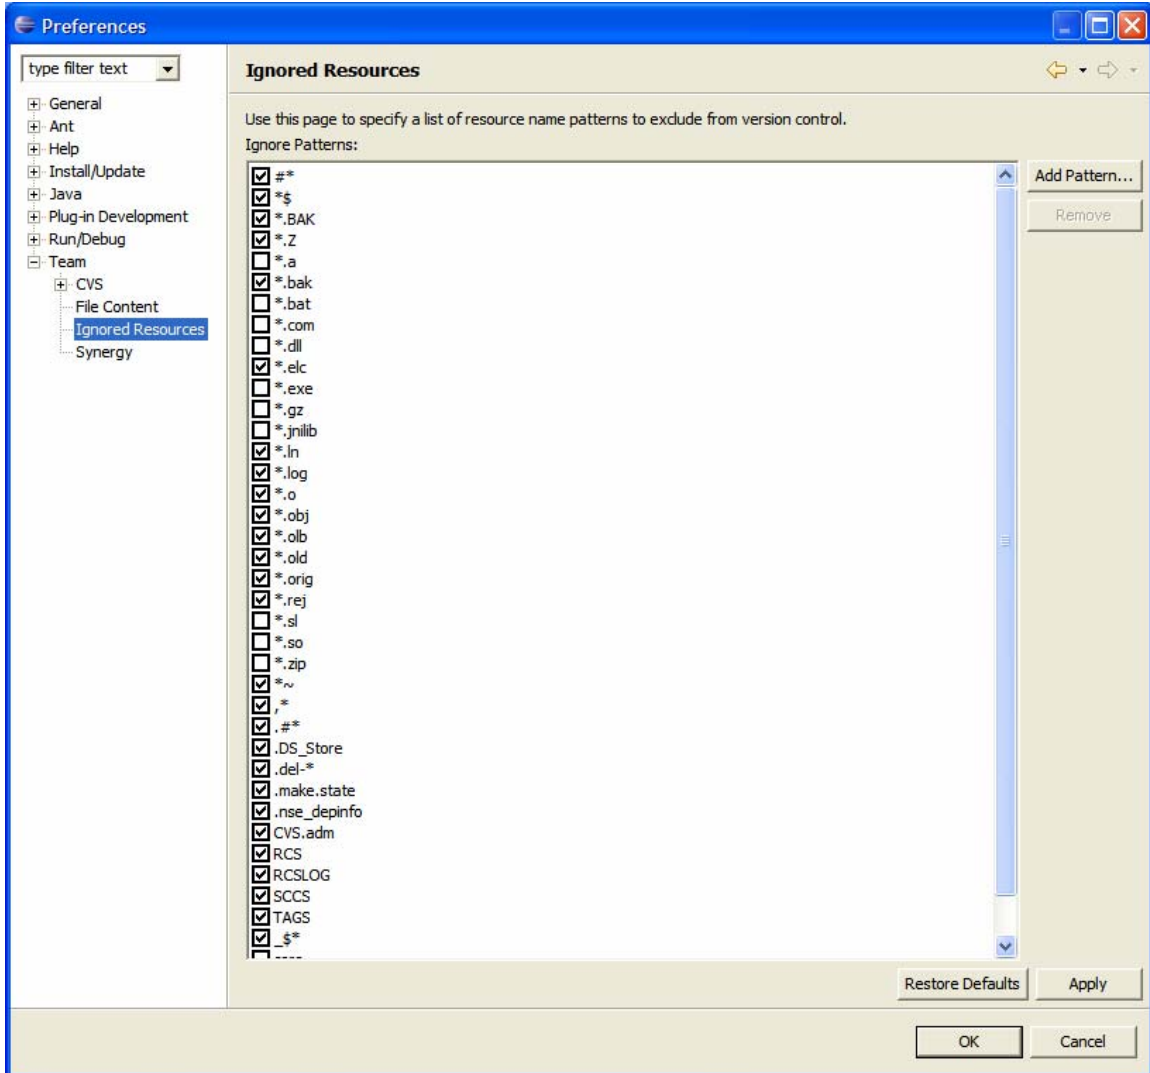 Preferences
type filter text
General
Ant
Help
Install/Update
Java
Plug-in Development
Run/Debug
Team
CVS
File Content
Ignored Resources
Synergy
Ignored Resources
Use this page to specify a list of resource name patterns to exclude from version control.
Ignore Patterns:
#*
*$
*.BAK
*.Z
*.a
*.bak
*.bat
*.com
*.dll
*.elc
*.exe
*.gz
*.jnilib
*.ln
*.log
*.o
*.obj
*.olb
*.old
*.orig
*.rej
*.sl
*.so
*.zip
*~
,*
.#*
.DS_Store
.del-*
.make.state
.nse_depinfo
CVS.adm
RCS
RCSLOG
SCCS
TAGS
_$*
Add Pattern...
Remove
Restore Defaults
Apply
OK
Cancel